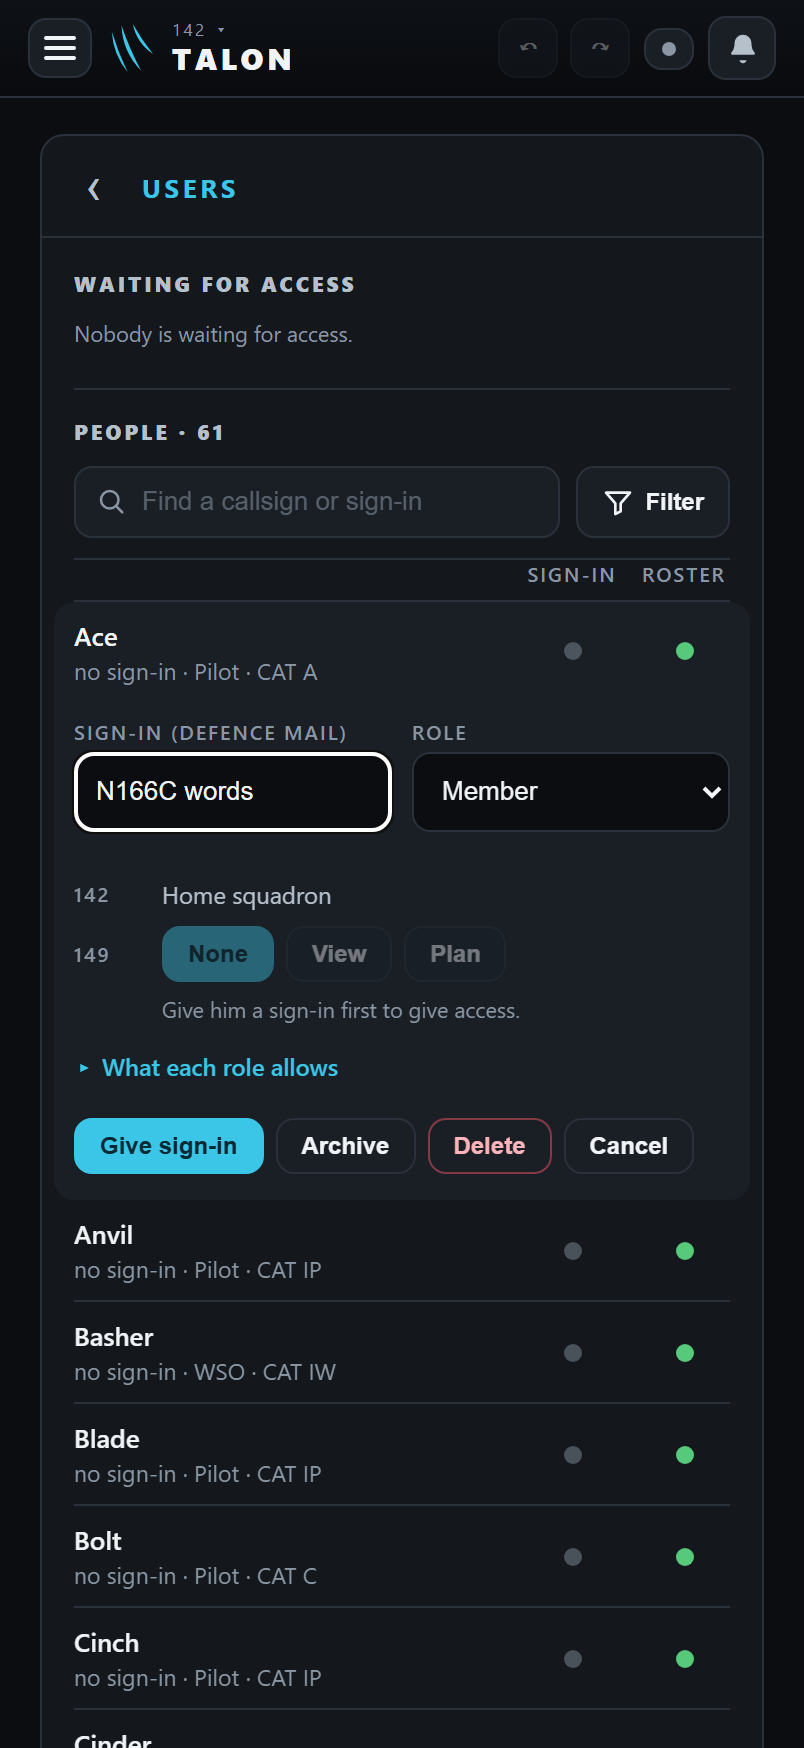 142
TALON
USERS
WAITING FOR ACCESS
Nobody is waiting for access.
PEOPLE · 61
Find a callsign or sign-in
Filter
SIGN-IN ROSTER
Ace
no sign-in · Pilot · CAT A
SIGN-IN (DEFENCE MAIL) ROLE
N166C words Member
142 Home squadron
149 None View Plan
Give him a sign-in first to give access.
What each role allows
Give sign-in Archive Delete Cancel
Anvil
no sign-in · Pilot · CAT IP
Basher
no sign-in · WSO · CAT IW
Blade
no sign-in · Pilot · CAT IP
Bolt
no sign-in · Pilot · CAT C
Cinch
no sign-in · Pilot · CAT IP
Cinder